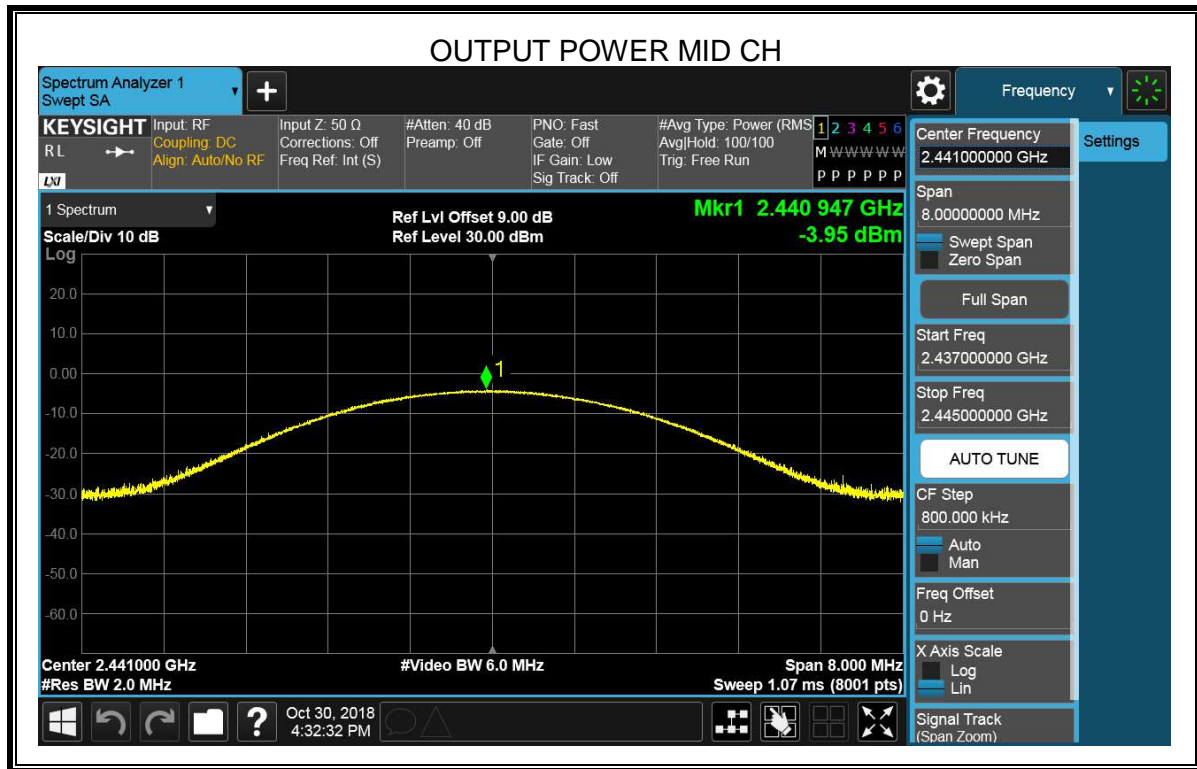 OUTPUT POWER MID CH
Spectrum Analyzer 1
Swept SA
+
Frequency
KEYSIGHT
RL
LXI
Input: RF
Coupling: DC
Align: Auto/No RF
Input Z: 50 Ω
Corrections: Off
Freq Ref: Int (S)
#Atten: 40 dB
Preamp: Off
PNO: Fast
Gate: Off
IF Gain: Low
Sig Track: Off
#Avg Type: Power (RMS
Avg|Hold: 100/100
Trig: Free Run
1 2 3 4 5 6
M W W W W W
P P P P P P
1 Spectrum
Scale/Div 10 dB
Ref Lvl Offset 9.00 dB
Ref Level 30.00 dBm
Mkr1 2.440 947 GHz
-3.95 dBm
Log
20.0
10.0
0.00
-10.0
-20.0
-30.0
-40.0
-50.0
-60.0
1
Center 2.441000 GHz
#Res BW 2.0 MHz
#Video BW 6.0 MHz
Span 8.000 MHz
Sweep 1.07 ms (8001 pts)
?
Oct 30, 2018
4:32:32 PM
Center Frequency
2.441000000 GHz
Span
8.00000000 MHz
Swept Span
Zero Span
Full Span
Start Freq
2.437000000 GHz
Stop Freq
2.445000000 GHz
AUTO TUNE
CF Step
800.000 kHz
Auto
Man
Freq Offset
0 Hz
X Axis Scale
Log
Lin
Signal Track
(Span Zoom)
Settings